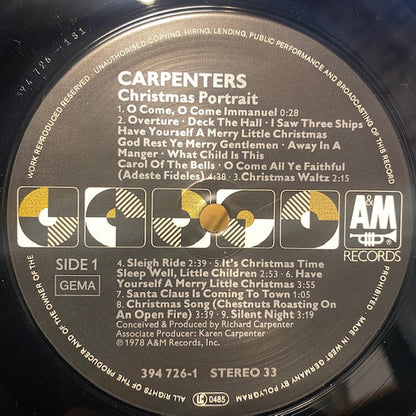 394 726-1 S1
UNAUTHORISED COPYING, HIRING, LENDING, PUBLIC PERFORMANCE AND BROADCASTING OF THIS RECORD PROHIBITED
MADE IN WEST GERMANY BY POLYGRAM
ALL RIGHTS OF THE PRODUCER AND OF THE OWNER OF THE WORK REPRODUCED RESERVED
CARPENTERS
Christmas Portrait
1. O Come, O Come Immanuel 0:28
2. Overture · Deck The Hall · I Saw Three Ships
Have Yourself A Merry Little Christmas
God Rest Ye Merry Gentlemen · Away In A
Manger · What Child Is This
Carol Of The Bells · O Come All Ye Faithful
(Adeste Fideles) 4:38 · 3.Christmas Waltz 2:15
A&M
RECORDS
SIDE 1
GEMA
4. Sleigh Ride 2:39 · 5.It's Christmas Time
Sleep Well, Little Children 2:53 · 6. Have
Yourself A Merry Little Christmas 3:55
7. Santa Claus Is Coming To Town 1:05
8. Christmas Song (Chestnuts Roasting On
An Open Fire) 3:39 · 9. Silent Night 3:19
Conceived & Produced by Richard Carpenter
Associate Producer: Karen Carpenter
℗ 1978 A&M Records, Inc.
394 726-1 STEREO 33
LC 0485